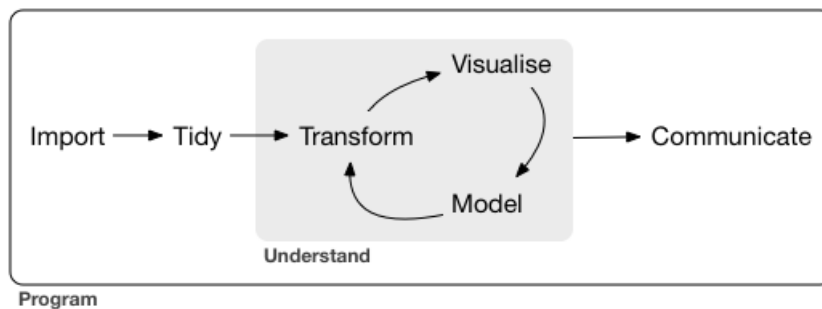 Visualise
Import
Tidy
Transform
Communicate
Model
Understand
Program